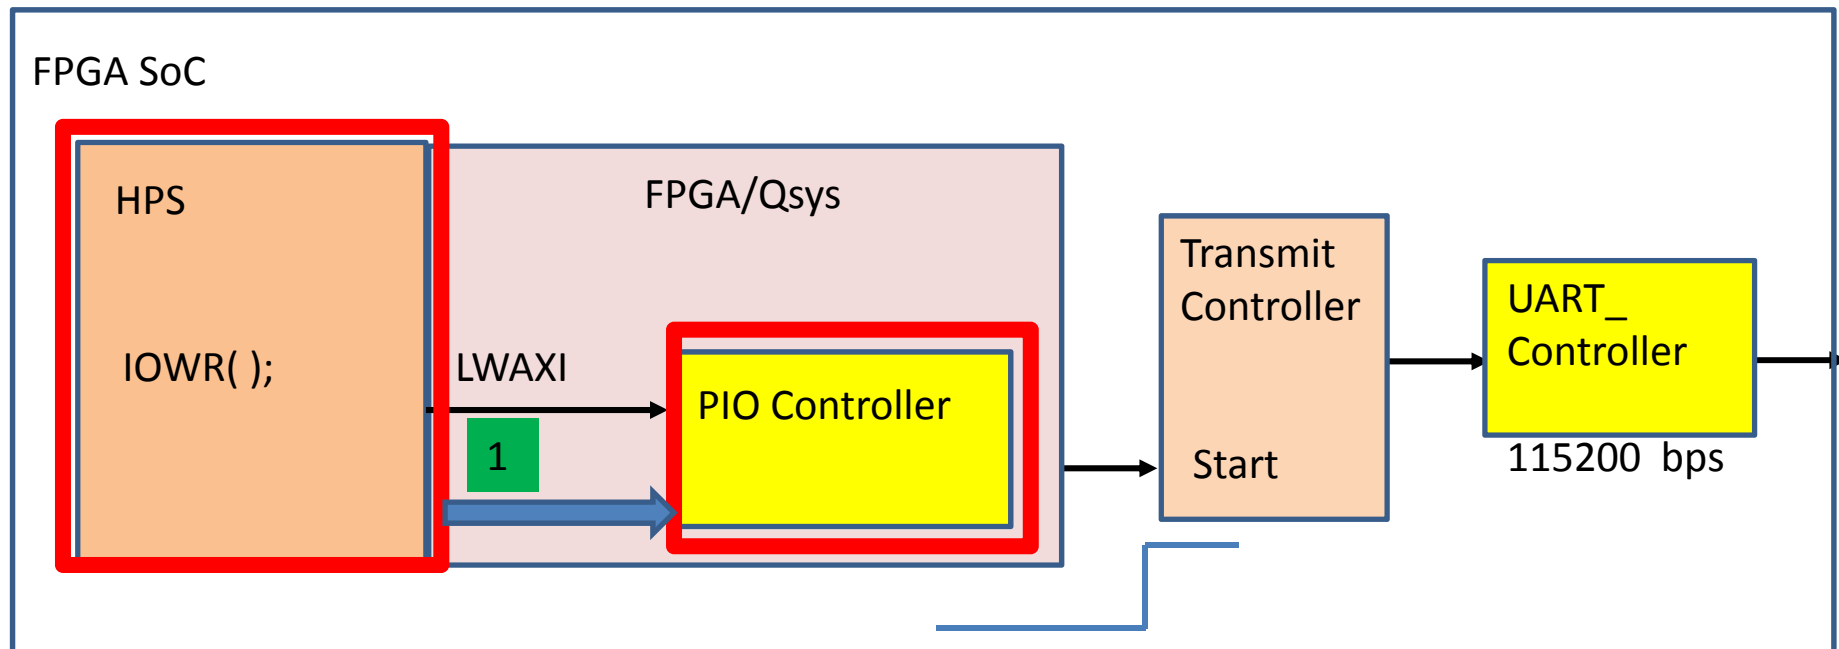 FPGA SoC
HPS
FPGA/Qsys
IOWR( );
LWAXI
1
PIO Controller
Transmit
Controller
Start
UART_
Controller
115200 bps